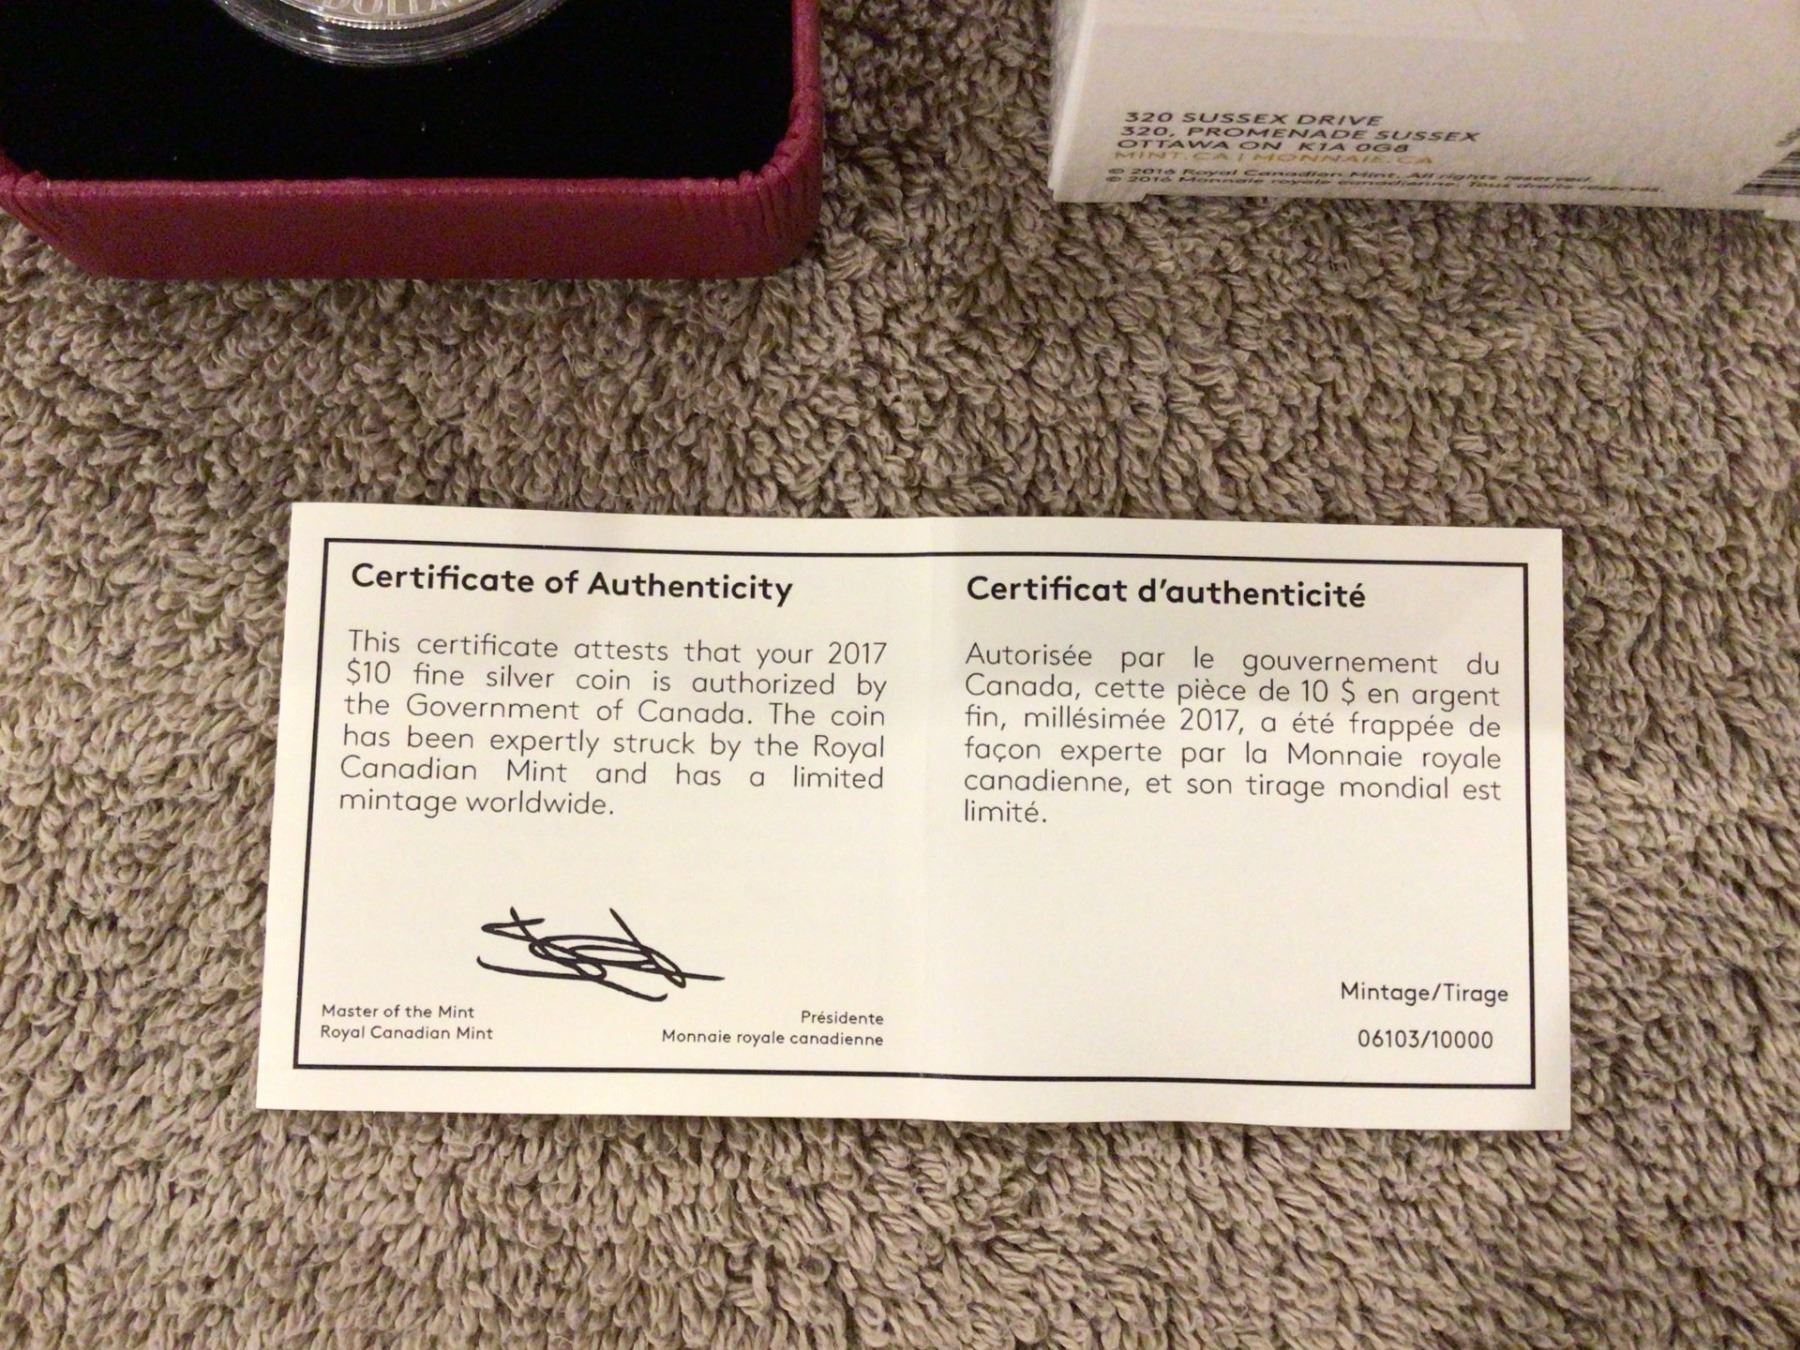 320 SUSSEX DRIVE
320, PROMENADE SUSSEX
OTTAWA ON K1A 0G8
MINT.CA | MONNAIE.CA
© 2016 Royal Canadian Mint. All rights reserved.
© 2016 Monnaie royale canadienne. Tous droits réservés.
Certificate of Authenticity
This certificate attests that your 2017
$10 fine silver coin is authorized by
the Government of Canada. The coin
has been expertly struck by the Royal
Canadian Mint and has a limited
mintage worldwide.
Master of the Mint
Royal Canadian Mint
Présidente
Monnaie royale canadienne
Certificat d'authenticité
Autorisée par le gouvernement du
Canada, cette pièce de 10 $ en argent
fin, millésimée 2017, a été frappée de
façon experte par la Monnaie royale
canadienne, et son tirage mondial est
limité.
Mintage/Tirage
06103/10000